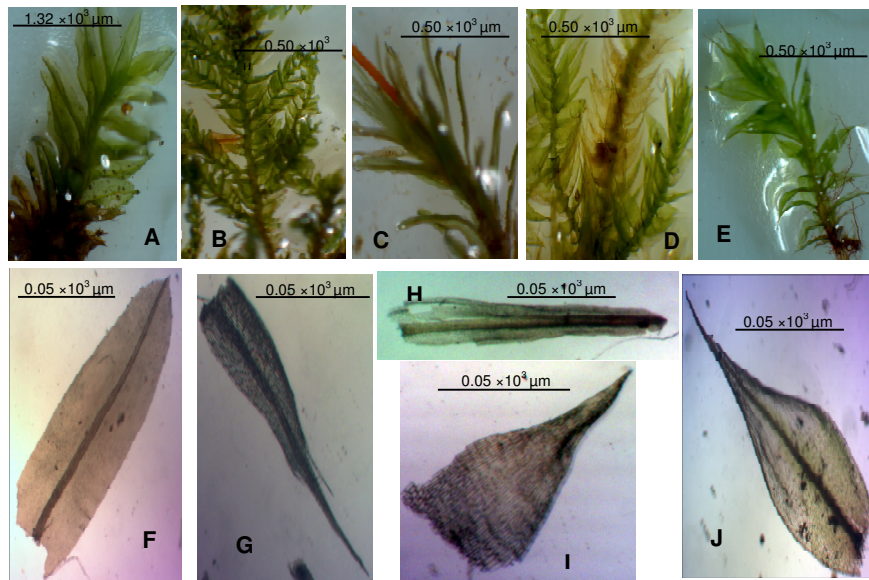 1.32 ×10³ µm
A
0.50 ×10³
B
0.50 ×10³ µm
C
0.50 ×10³ µm
D
0.50 ×10³ µm
E
0.05 ×10³ µm
F
0.05 ×10³ µm
G
H
0.05 ×10³ µm
0.05 ×10³ µm
I
0.05 ×10³ µm
J